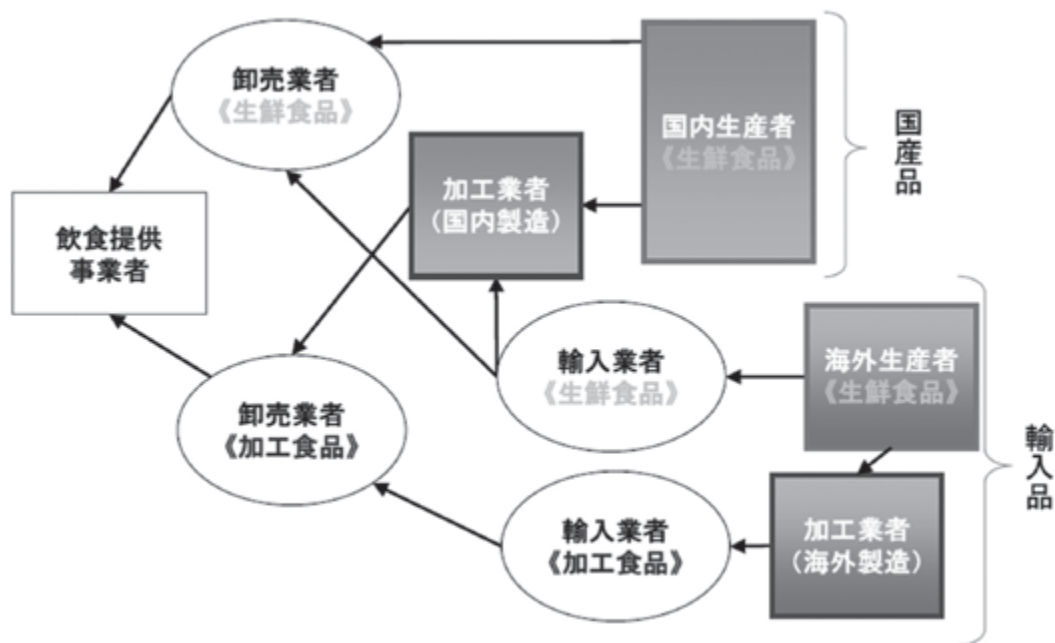 卸売業者
《生鮮食品》
国内生産者
《生鮮食品》
国産品
加工業者
（国内製造）
飲食提供
事業者
輸入業者
《生鮮食品》
海外生産者
《生鮮食品》
卸売業者
《加工食品》
輸入品
輸入業者
《加工食品》
加工業者
（海外製造）